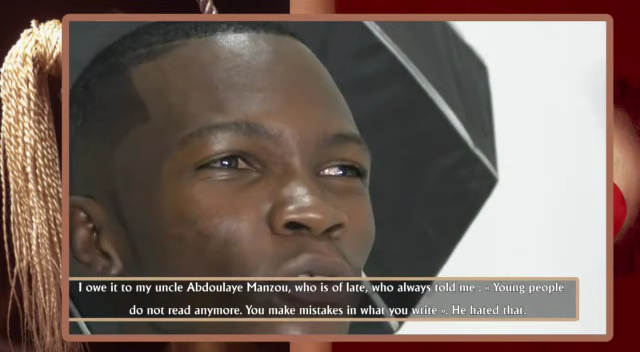 I owe it to my uncle Abdoulaye Manzou, who is of late, who always told me : « Young people
do not read anymore. You make mistakes in what you write ». He hated that.